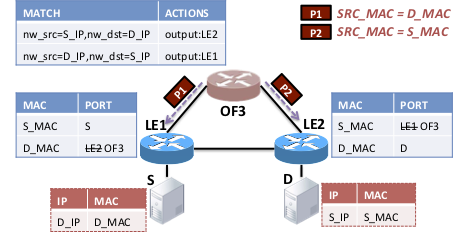 MATCH ACTIONS
nw_src=S_IP,nw_dst=D_IP output:LE2
nw_src=D_IP,nw_dst=S_IP output:LE1
P1 SRC_MAC = D_MAC
P2 SRC_MAC = S_MAC
P1 P2
OF3
MAC PORT
S_MAC S
D_MAC LE2 OF3
LE1
LE2
MAC PORT
S_MAC LE1 OF3
D_MAC D
S
D
IP MAC
D_IP D_MAC
IP MAC
S_IP S_MAC